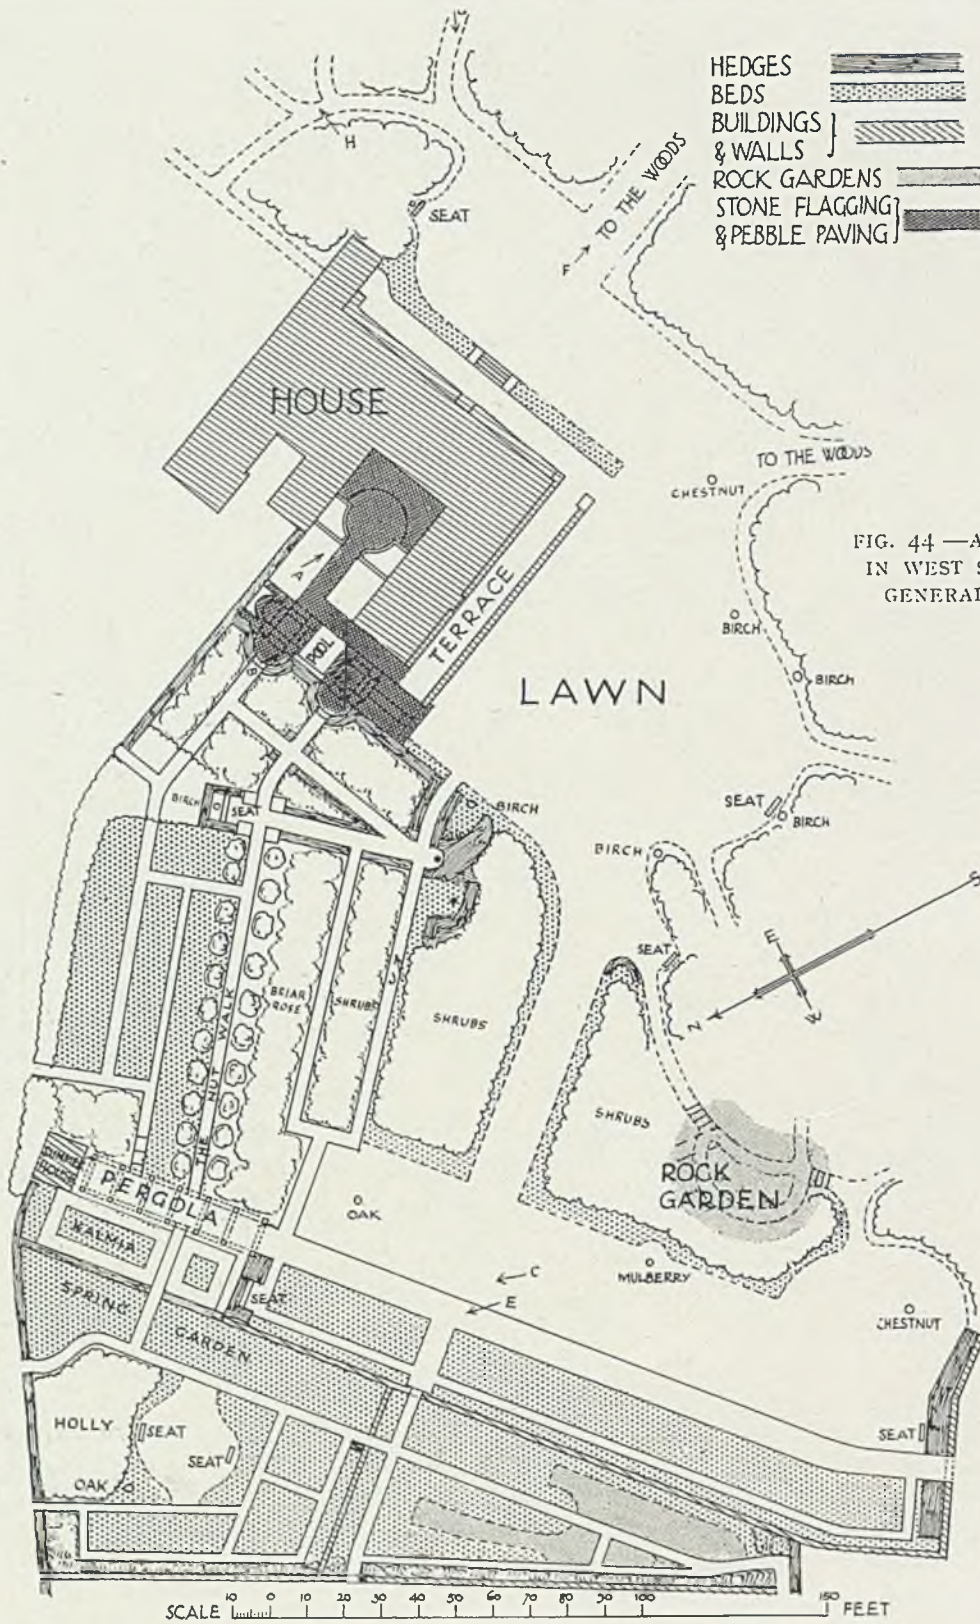 HEDGES
BEDS
BUILDINGS
& WALLS
ROCK GARDENS
STONE FLAGGING
& PEBBLE PAVING
H
SEAT
TO THE WOODS
F
HOUSE
TO THE WOODS
CHESTNUT
FIG. 44 —A
IN WEST S
GENERAL
A
TERRACE
BIRCH
POOL
B
BIRCH
LAWN
BIRCH
SEAT
BIRCH
SEAT
BIRCH
BIRCH
S
E
SEAT
W
N
THE NUT WALK
BRIAR
ROSE
SHRUBS
SHRUBS
SHRUBS
SUMMER
HOUSE
PERGOLA
ROCK
GARDEN
OAK
KALMIA
C
MULBERRY
E
SEAT
SPRING
GARDEN
CHESTNUT
HOLLY
SEAT
SEAT
SEAT
OAK
SCALE 10 0 10 20 30 40 50 60 70 80 90 100 150 FEET